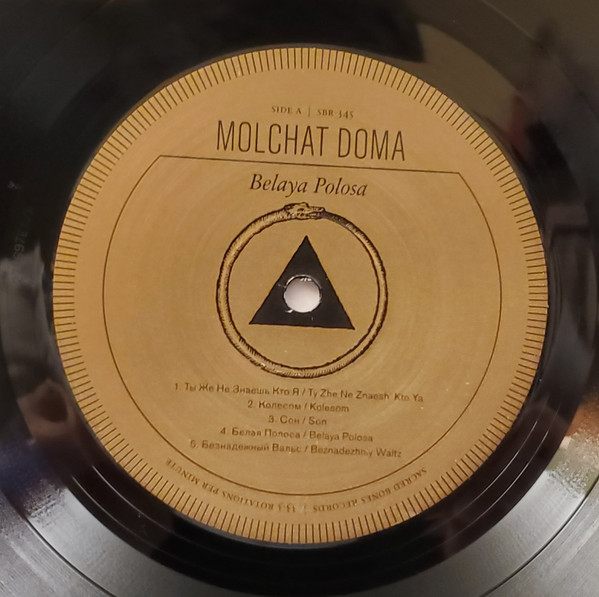 SIDE A | SBR-345
MOLCHAT DOMA
Belaya Polosa
1. Ты Же Не Знаешь Кто Я / Ty Zhe Ne Znaesh Kto Ya
2. Колесом / Kolesom
3. Сон / Son
4. Белая Полоса / Belaya Polosa
5. Безнадежный Вальс / Beznadezhniy Waltz
SACRED BONES RECORDS | 33 ⅓ ROTATIONS PER MINUTE